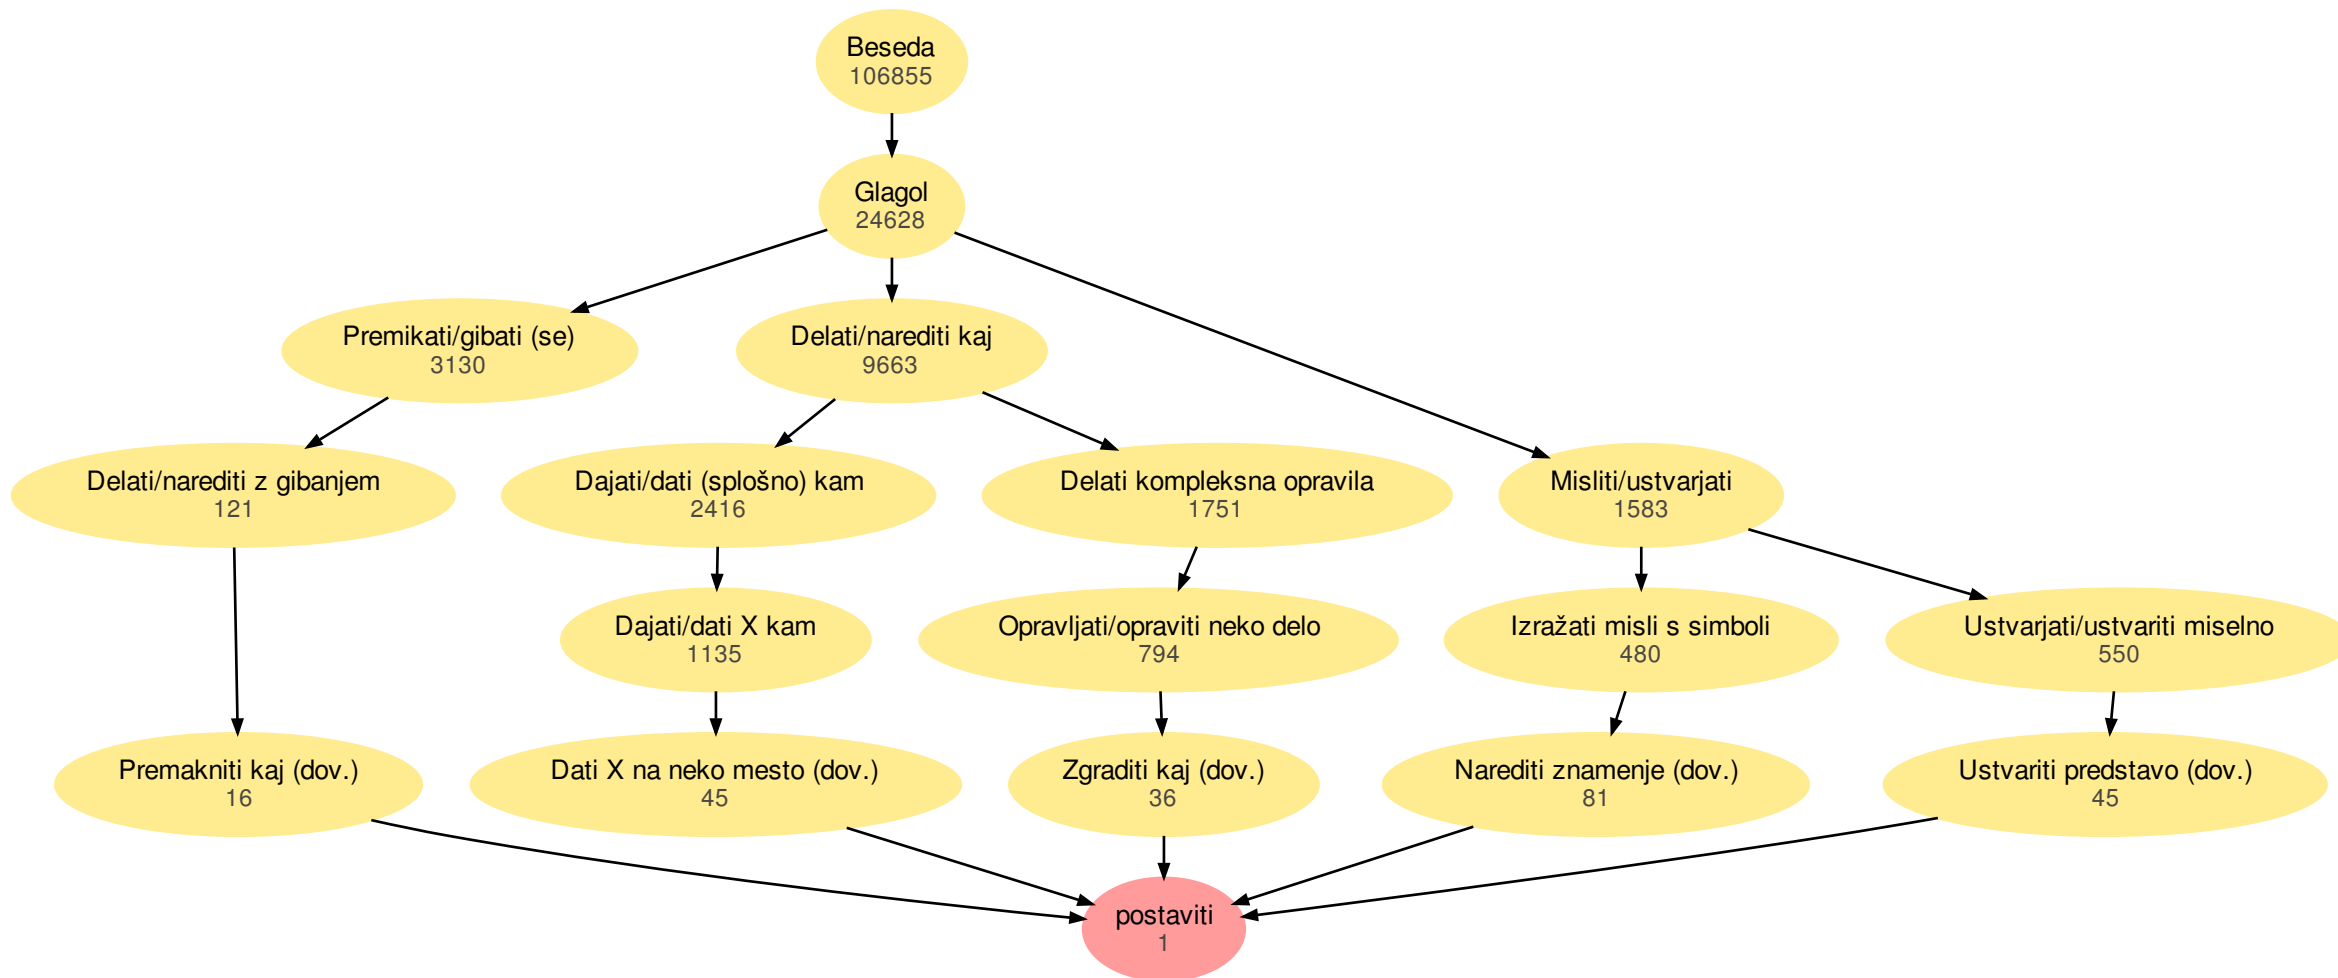 Beseda
106855
Glagol
24628
Premikati/gibati (se)
3130
Delati/narediti kaj
9663
Delati/narediti z gibanjem
121
Dajati/dati (splošno) kam
2416
Delati kompleksna opravila
1751
Misliti/ustvarjati
1583
Dajati/dati X kam
1135
Opravljati/opraviti neko delo
794
Izražati misli s simboli
480
Ustvarjati/ustvariti miselno
550
Premakniti kaj (dov.)
16
Dati X na neko mesto (dov.)
45
Zgraditi kaj (dov.)
36
Narediti znamenje (dov.)
81
Ustvariti predstavo (dov.)
45
postaviti
1